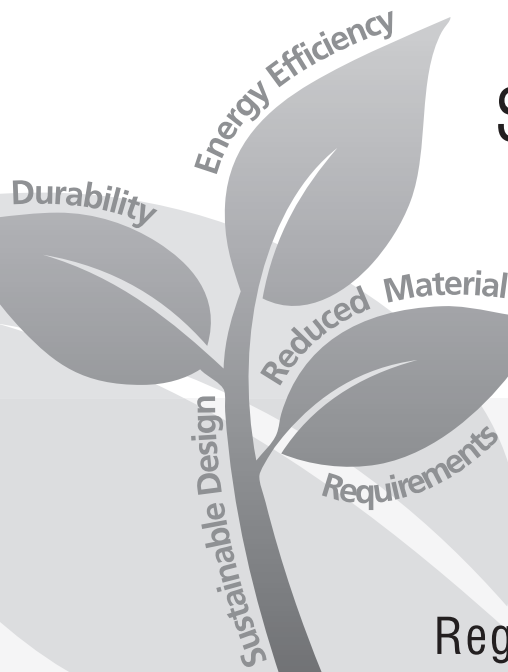 Energy Efficiency
Durability
Reduced Material
Requirements
Sustainable Design